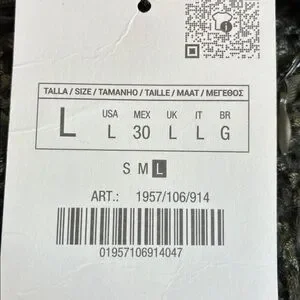 TALLA / SIZE / TAMANHO / TAILLE / MAAT / ΜΕΓΕΘΟΣ
USA MEX UK IT BR
L L 30 L L G
S M L
ART.: 1957/106/914
01957106914047